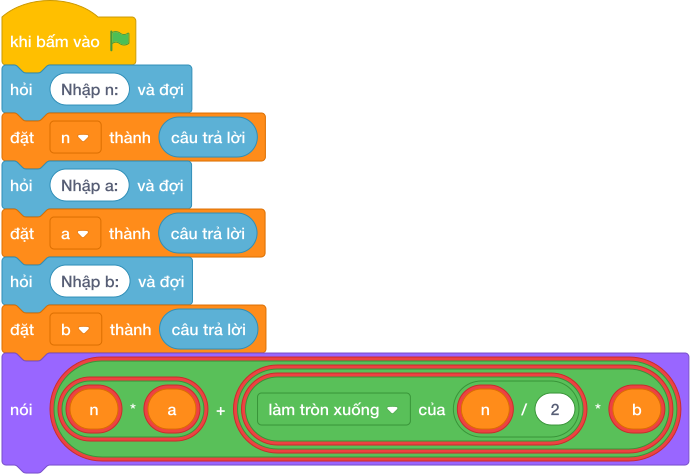 khi bấm vào
hỏi Nhập n: và đợi
đặt n thành câu trả lời
hỏi Nhập a: và đợi
đặt a thành câu trả lời
hỏi Nhập b: và đợi
đặt b thành câu trả lời
nói n * a + làm tròn xuống của n / 2 * b